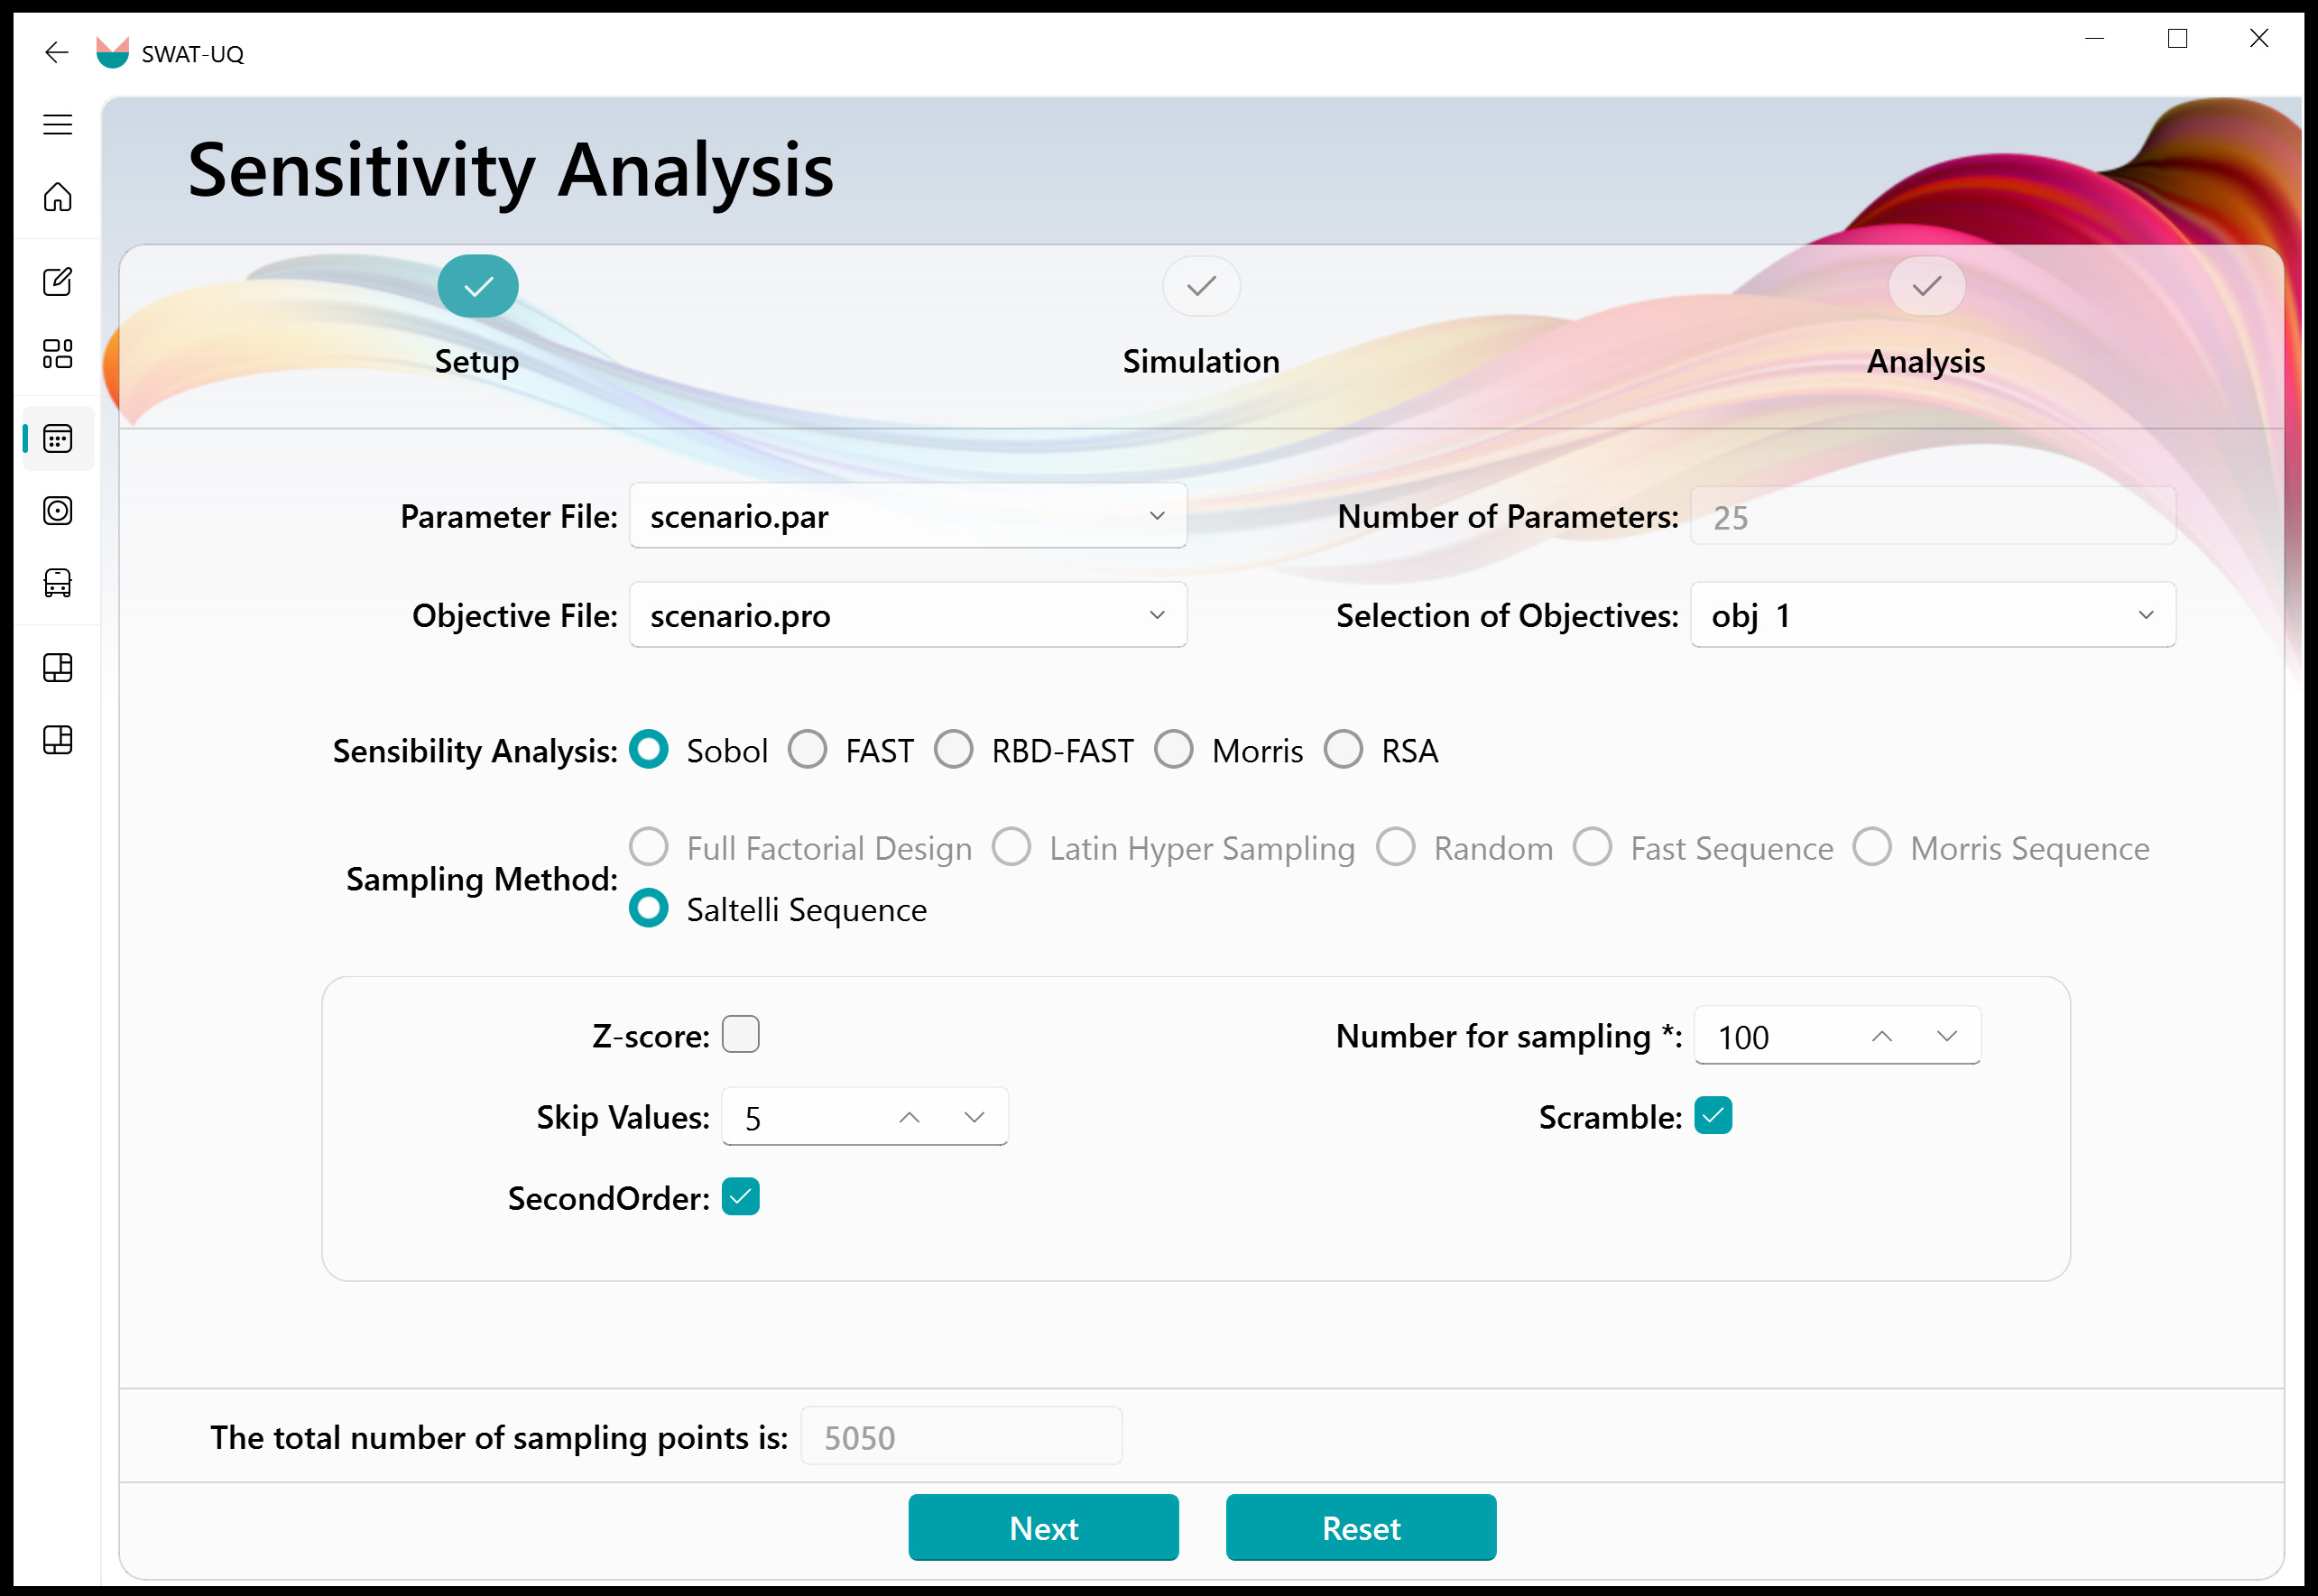 SWAT-UQ
Sensitivity Analysis
Setup Simulation Analysis
Parameter File: scenario.par Number of Parameters: 25
Objective File: scenario.pro Selection of Objectives: obj 1
Sensibility Analysis: Sobol FAST RBD-FAST Morris RSA
Sampling Method: Full Factorial Design Latin Hyper Sampling Random Fast Sequence Morris Sequence
Saltelli Sequence
Z-score: Number for sampling *: 100
Skip Values: 5 Scramble:
SecondOrder:
The total number of sampling points is: 5050
Next Reset